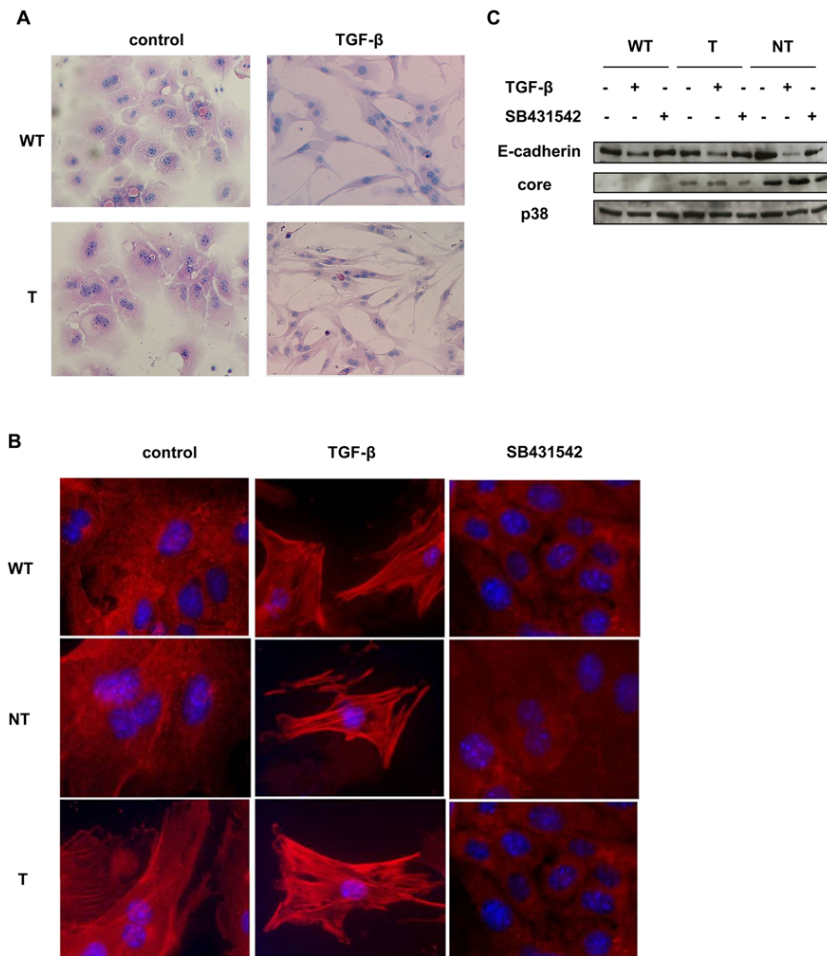 A
control TGF-β
WT
T
C
WT T NT
TGF-β - + - - + - - + -
SB431542 - - + - - + - - +
E-cadherin
core
p38
B
control TGF-β SB431542
WT
NT
T